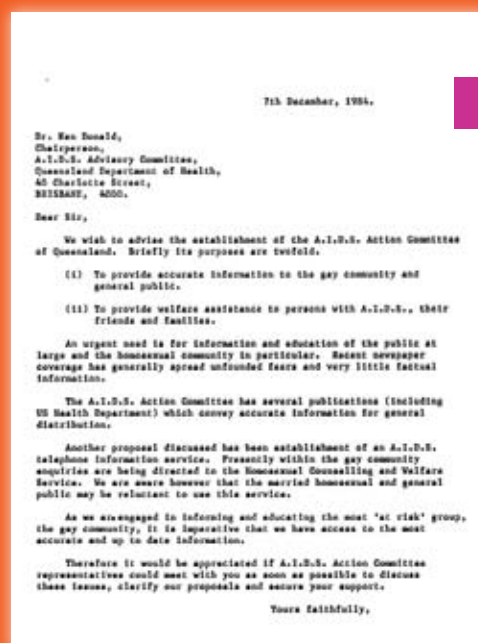 7th December, 1984.
Dr. Ken Donald,
Chairperson,
A.I.D.S. Advisory Committee,
Queensland Department of Health,
45 Charlotte Street,
BRISBANE, 4000.
Dear Sir,
We wish to advise the establishment of the A.I.D.S. Action Committee
of Queensland. Briefly its purposes are twofold.
(i) To provide accurate information to the gay community and
general public.
(ii) To provide welfare assistance to persons with A.I.D.S., their
friends and families.
An urgent need is for information and education of the public at
large and the homosexual community in particular. Recent newspaper
coverage has generally spread unfounded fears and very little factual
information.
The A.I.D.S. Action Committee has several publications (including
US Health Department) which convey accurate information for general
distribution.
Another proposal discussed has been establishment of an A.I.D.S.
telephone information service. Presently within the gay community
enquiries are being directed to the Homosexual Counselling and Welfare
Service. We are aware however that the married homosexual and general
public may be reluctant to use this service.
As we are engaged in informing and educating the most 'at risk' group,
the gay community, it is imperative that we have access to the most
accurate and up to date information.
Therefore it would be appreciated if A.I.D.S. Action Committee
representatives could meet with you as soon as possible to discuss
these issues, clarify our proposals and secure your support.
Yours faithfully,